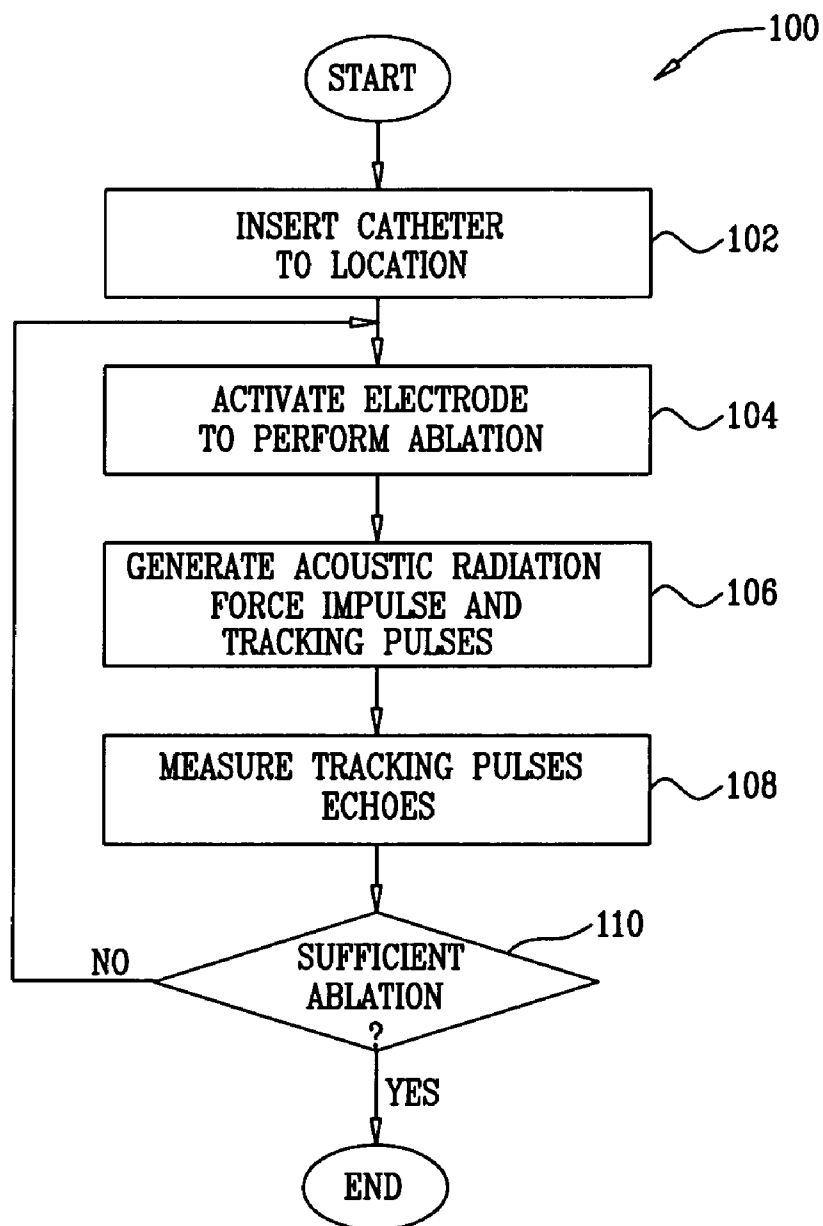 100
START
INSERT CATHETER
TO LOCATION
102
ACTIVATE ELECTRODE
TO PERFORM ABLATION
104
GENERATE ACOUSTIC RADIATION
FORCE IMPULSE AND
TRACKING PULSES
106
MEASURE TRACKING PULSES
ECHOES
108
110
SUFFICIENT
ABLATION
?
NO
YES
END